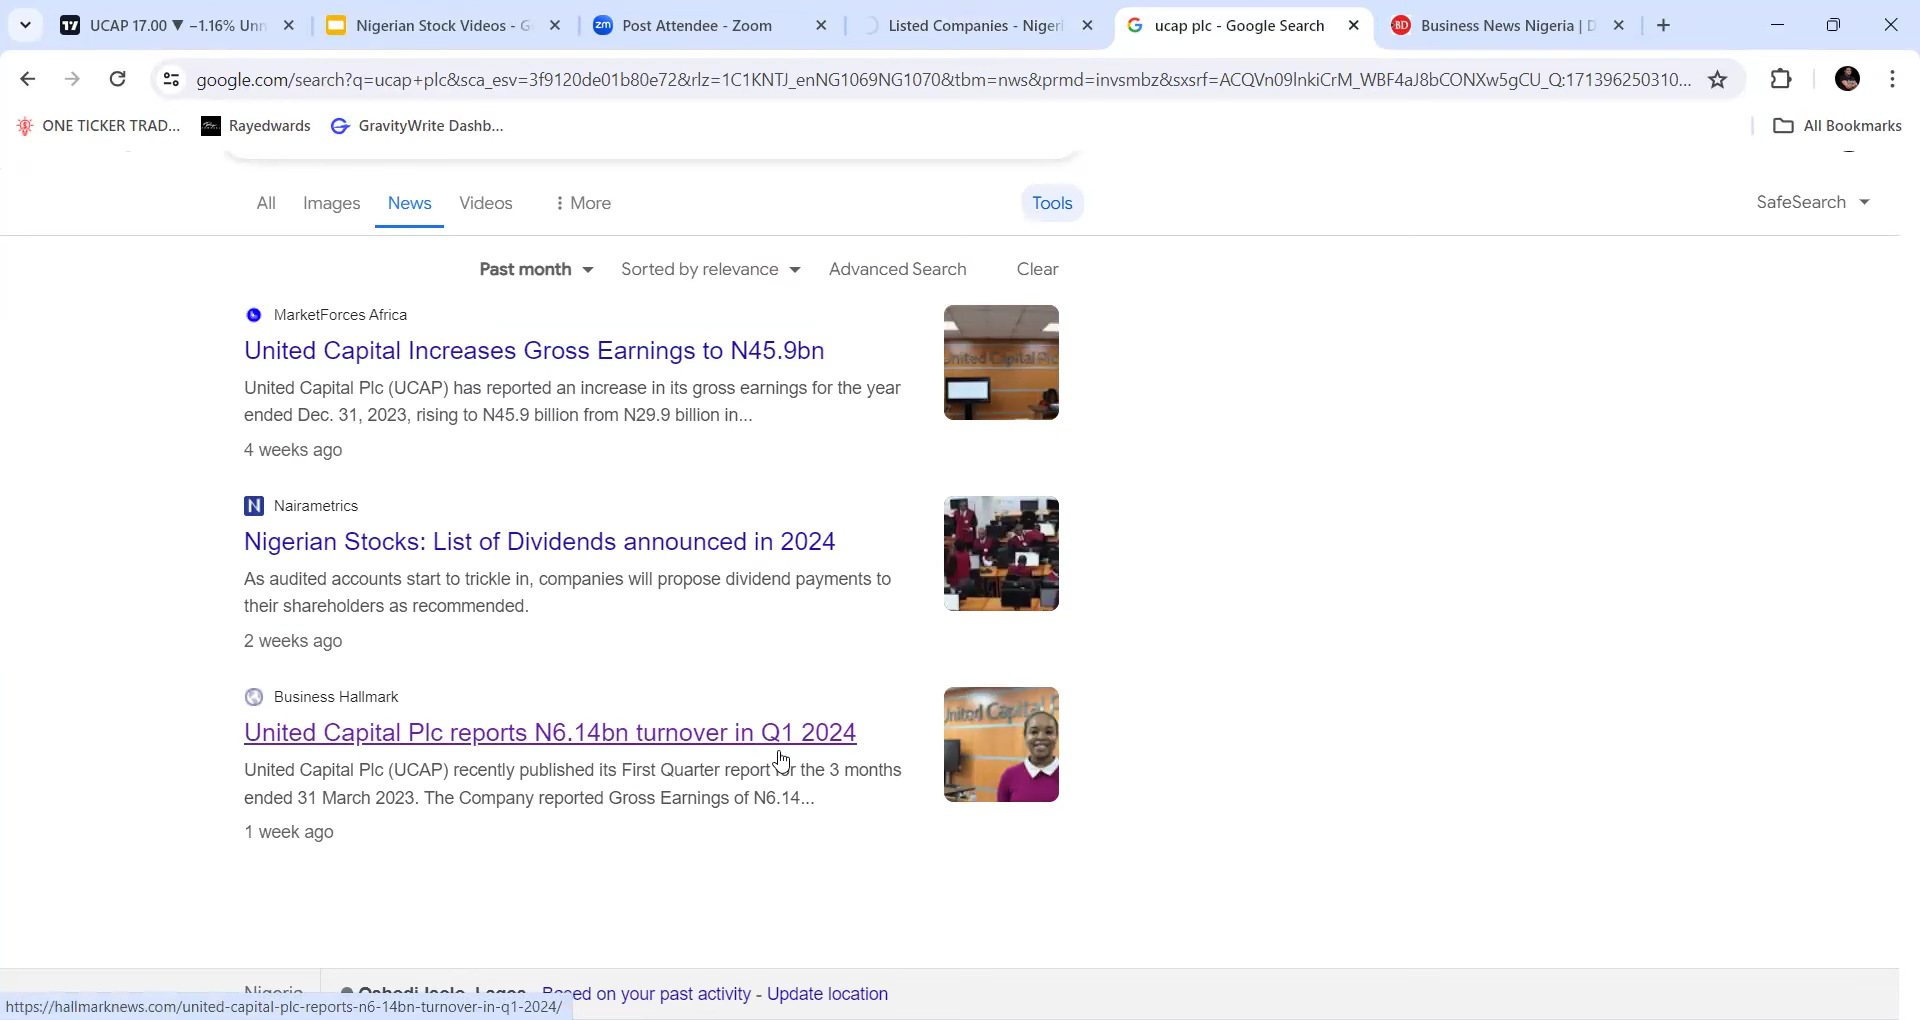 UCAP 17.00 ▼ −1.16% Unn
Nigerian Stock Videos - G
Post Attendee - Zoom
Listed Companies - Nigeri
ucap plc - Google Search
Business News Nigeria | D
google.com/search?q=ucap+plc&sca_esv=3f9120de01b80e72&rlz=1C1KNTJ_enNG1069NG1070&tbm=nws&prmd=invsmbz&sxsrf=ACQVn09lnkiCrM_WBF4aJ8bCONXw5gCU_Q:171396250310...
ONE TICKER TRAD...
Rayedwards
GravityWrite Dashb...
All Bookmarks
All
Images
News
Videos
More
Tools
SafeSearch
Past month
Sorted by relevance
Advanced Search
Clear
MarketForces Africa
United Capital Increases Gross Earnings to N45.9bn
United Capital Plc (UCAP) has reported an increase in its gross earnings for the year
ended Dec. 31, 2023, rising to N45.9 billion from N29.9 billion in...
4 weeks ago
N Nairametrics
Nigerian Stocks: List of Dividends announced in 2024
As audited accounts start to trickle in, companies will propose dividend payments to
their shareholders as recommended.
2 weeks ago
Business Hallmark
United Capital Plc reports N6.14bn turnover in Q1 2024
United Capital Plc (UCAP) recently published its First Quarter report for the 3 months
ended 31 March 2023. The Company reported Gross Earnings of N6.14...
1 week ago
Nigeria
Based on your past activity - Update location
https://hallmarknews.com/united-capital-plc-reports-n6-14bn-turnover-in-q1-2024/